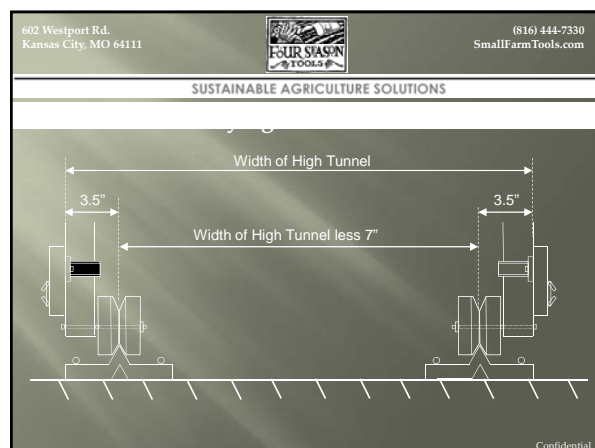 602 Westport Rd.
Kansas City, MO 64111
FOUR SEASON
TOOLS
(816) 444-7330
SmallFarmTools.com
SUSTAINABLE AGRICULTURE SOLUTIONS
Width of High Tunnel
3.5”
3.5”
Width of High Tunnel less 7”
Confidential